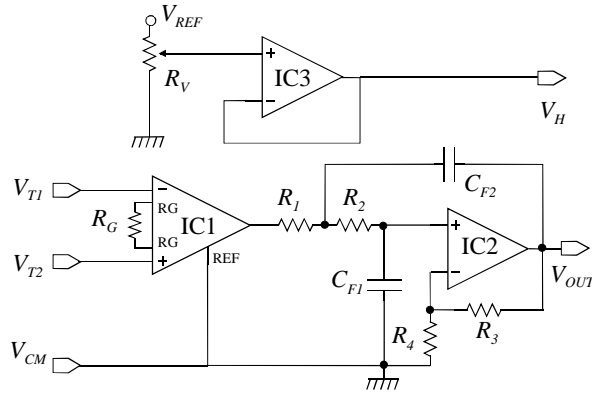 V_REF
+
IC3
R_V
−
V_H
V_T1
−
RG
R_G
IC1
RG
V_T2
+
REF
R_1
R_2
C_F2
+
IC2
C_F1
−
V_OUT
R_3
R_4
V_CM